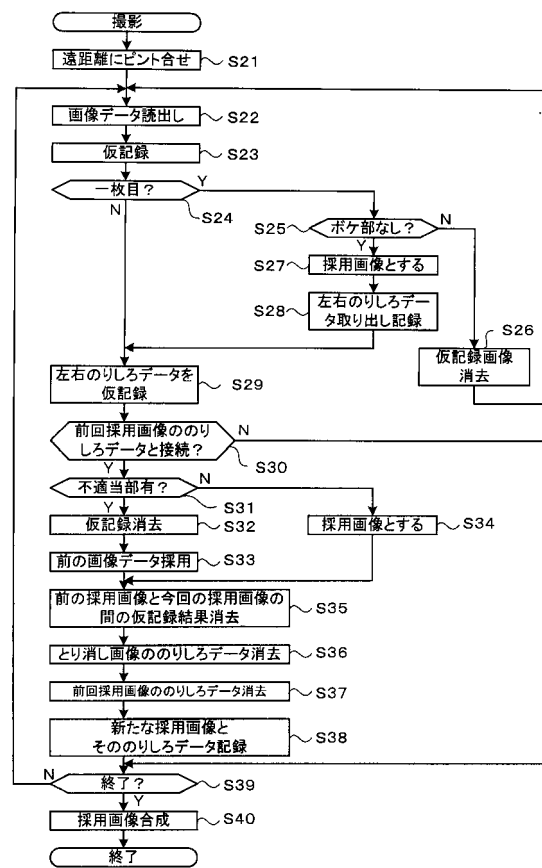 撮影
遠距離にピント合せ
S21
画像データ読出し
S22
仮記録
S23
一枚目?
Y
N
S24
S25
ボケ部なし?
N
Y
S27
採用画像とする
S28
左右のりしろデー
タ取り出し記録
S26
仮記録画像
消去
左右のりしろデータを
仮記録
S29
前回採用画像ののり
しろデータと接続?
N
S30
Y
不適当部有?
N
S31
Y
仮記録消去
S32
採用画像とする
S34
前の画像データ採用
S33
前の採用画像と今回の採用画像の
間の仮記録結果消去
S35
とり消し画像ののりしろデータ消去
S36
前回採用画像ののりしろデータ消去
S37
新たな採用画像と
そののりしろデータ記録
S38
N
終了?
S39
Y
採用画像合成
S40
終了